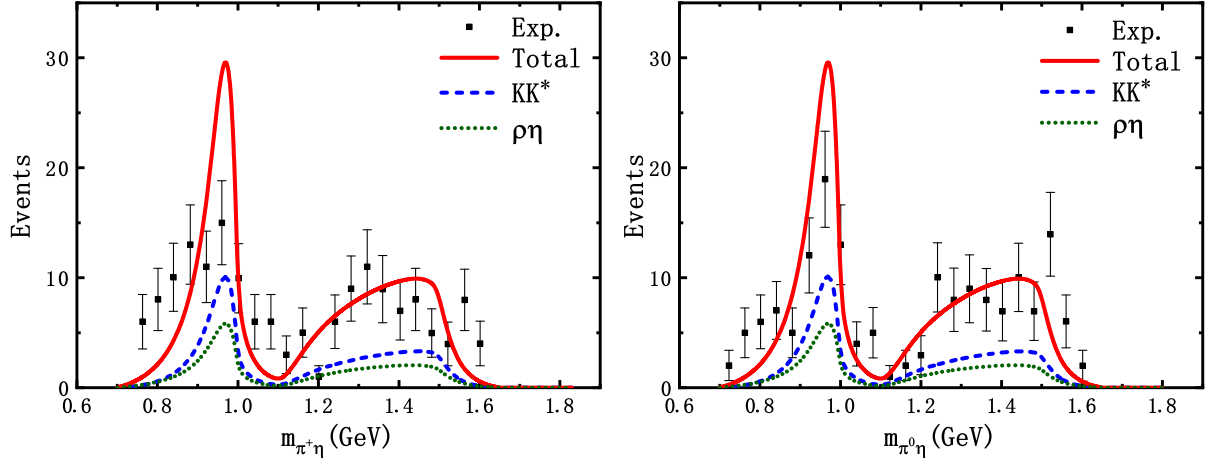 Exp.
Total
KK*
ρη
30
20
10
0
Events
0.6 0.8 1.0 1.2 1.4 1.6 1.8
m_π⁺η (GeV)
Exp.
Total
KK*
ρη
30
20
10
0
Events
0.6 0.8 1.0 1.2 1.4 1.6 1.8
m_π⁰η (GeV)